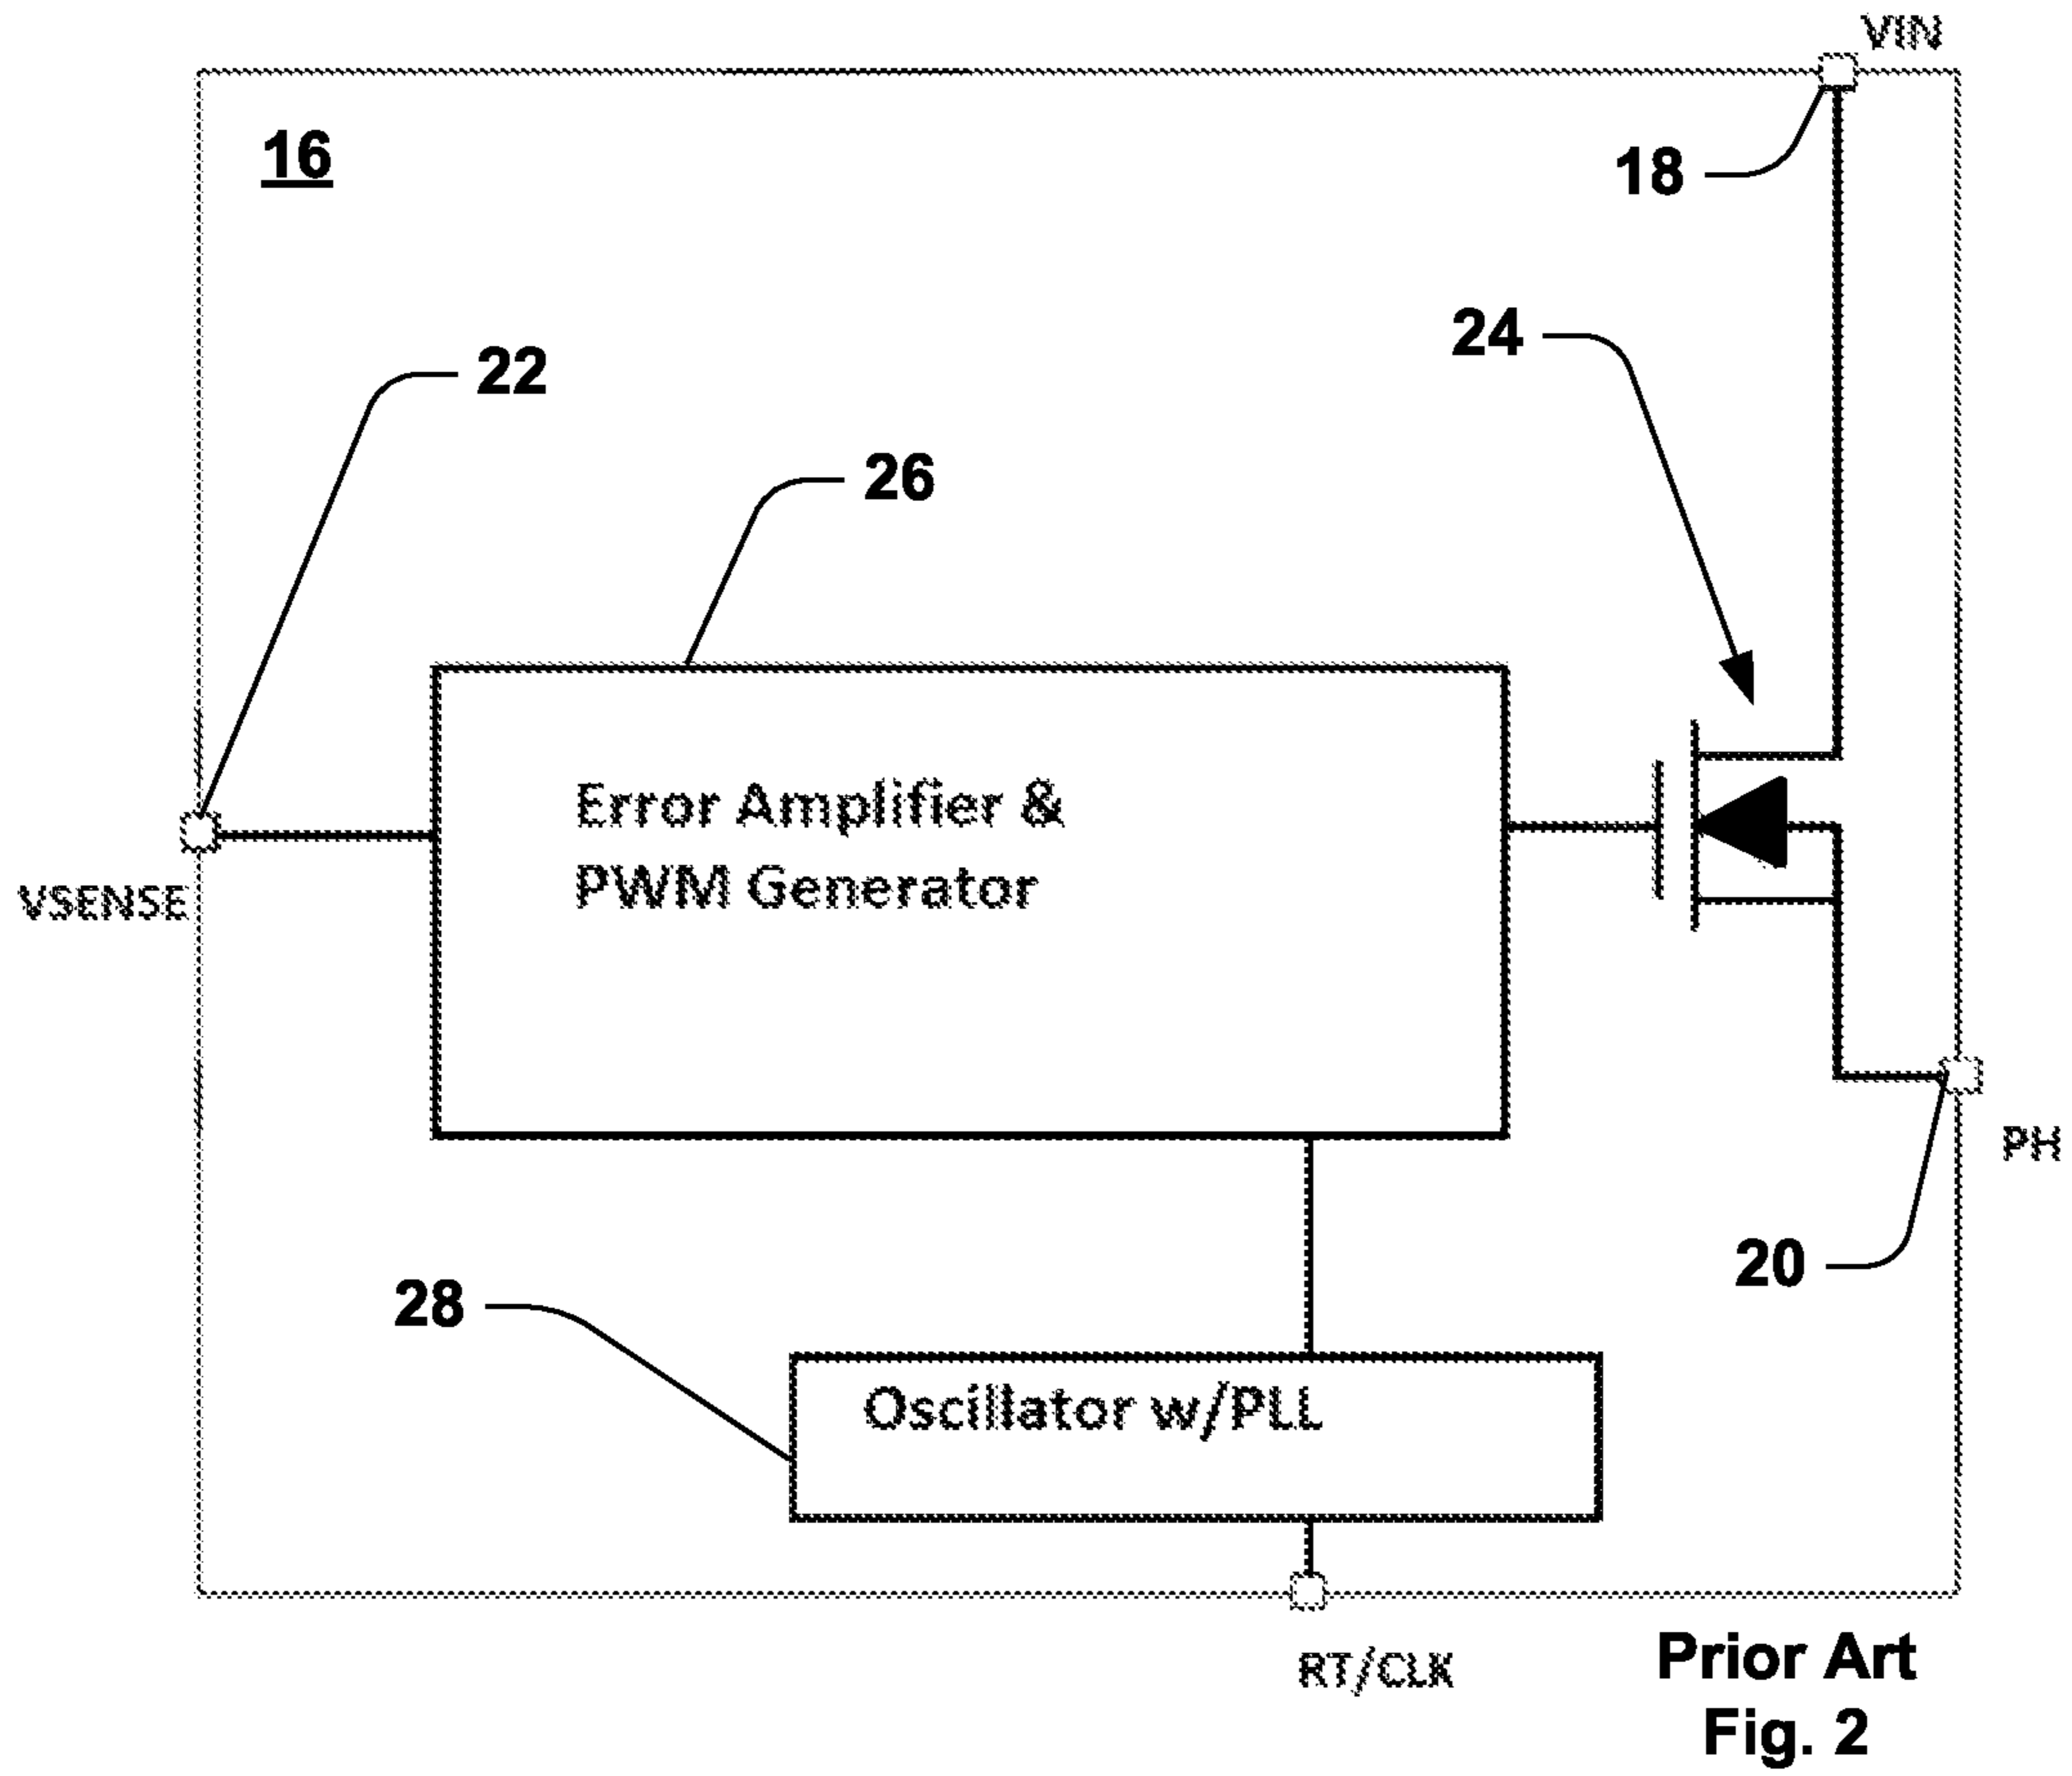 VIN
16
18
24
22
26
Error Amplifier &
PWM Generator
VSENSE
PH
20
28
Oscillator w/PLL
RT/CLK
Prior Art
Fig. 2